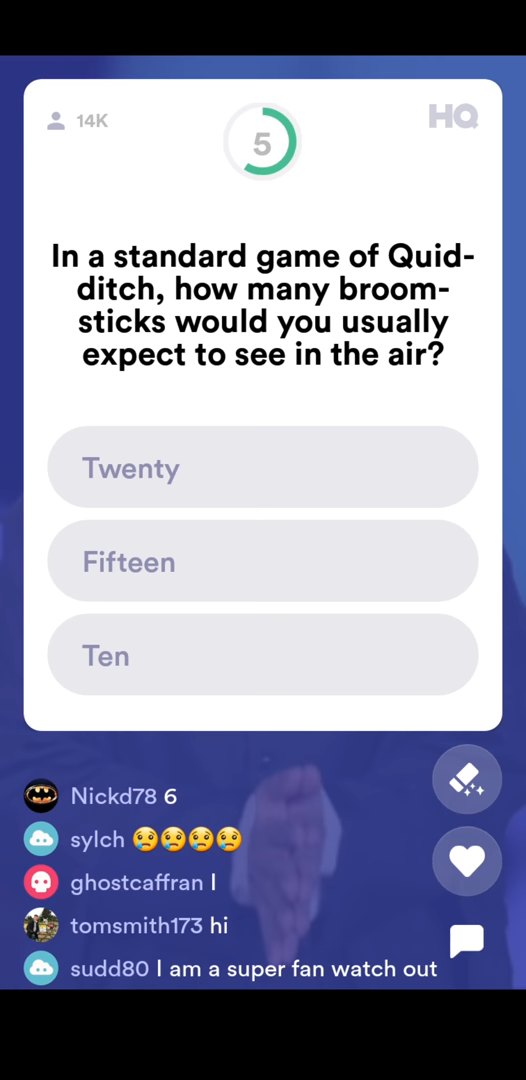 14K
5
HQ
In a standard game of Quid-
ditch, how many broom-
sticks would you usually
expect to see in the air?
Twenty
Fifteen
Ten
Nickd78 6
sylch 😢😢😢😢
ghostcaffran I
tomsmith173 hi
sudd80 I am a super fan watch out